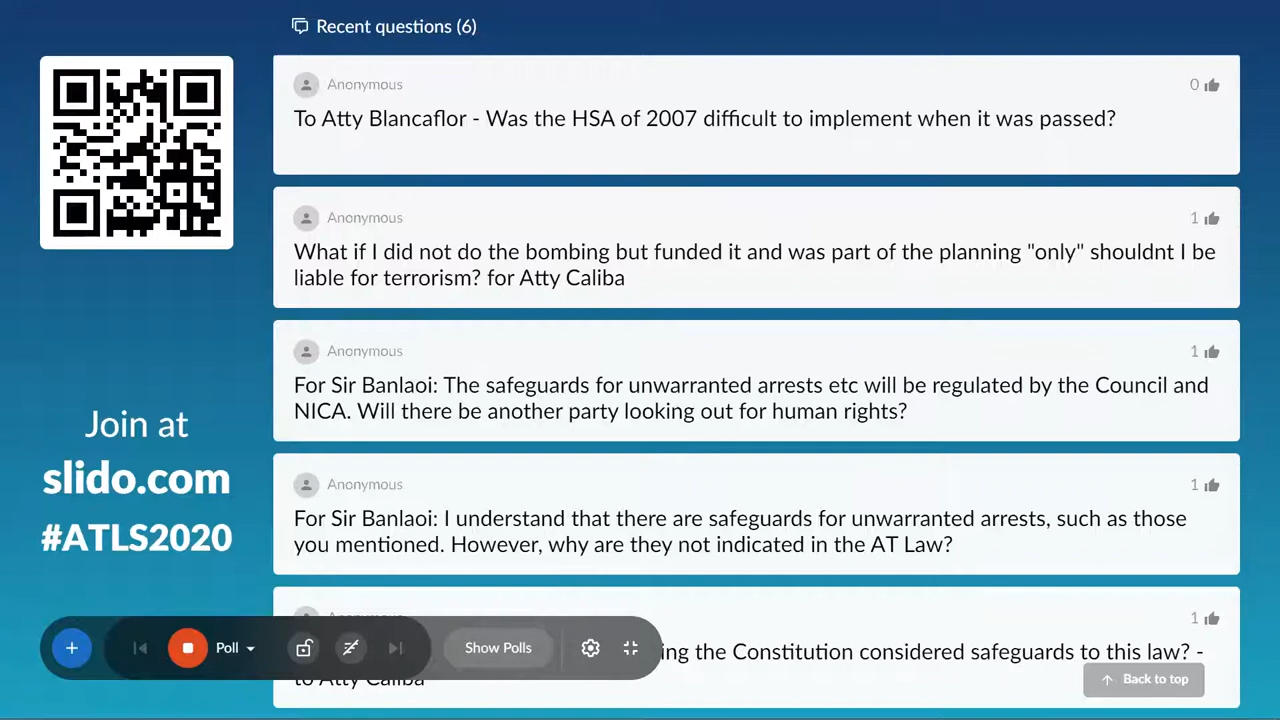 Recent questions (6)
Anonymous
0
To Atty Blancaflor - Was the HSA of 2007 difficult to implement when it was passed?
Anonymous
1
What if I did not do the bombing but funded it and was part of the planning "only" shouldnt I be
liable for terrorism? for Atty Caliba
Anonymous
1
For Sir Banlaoi: The safeguards for unwarranted arrests etc will be regulated by the Council and
NICA. Will there be another party looking out for human rights?
Anonymous
1
For Sir Banlaoi: I understand that there are safeguards for unwarranted arrests, such as those
you mentioned. However, why are they not indicated in the AT Law?
Anonymous
1
ing the Constitution considered safeguards to this law? -
to Atty Caliba
Join at
slido.com
#ATLS2020
Poll
Show Polls
Back to top